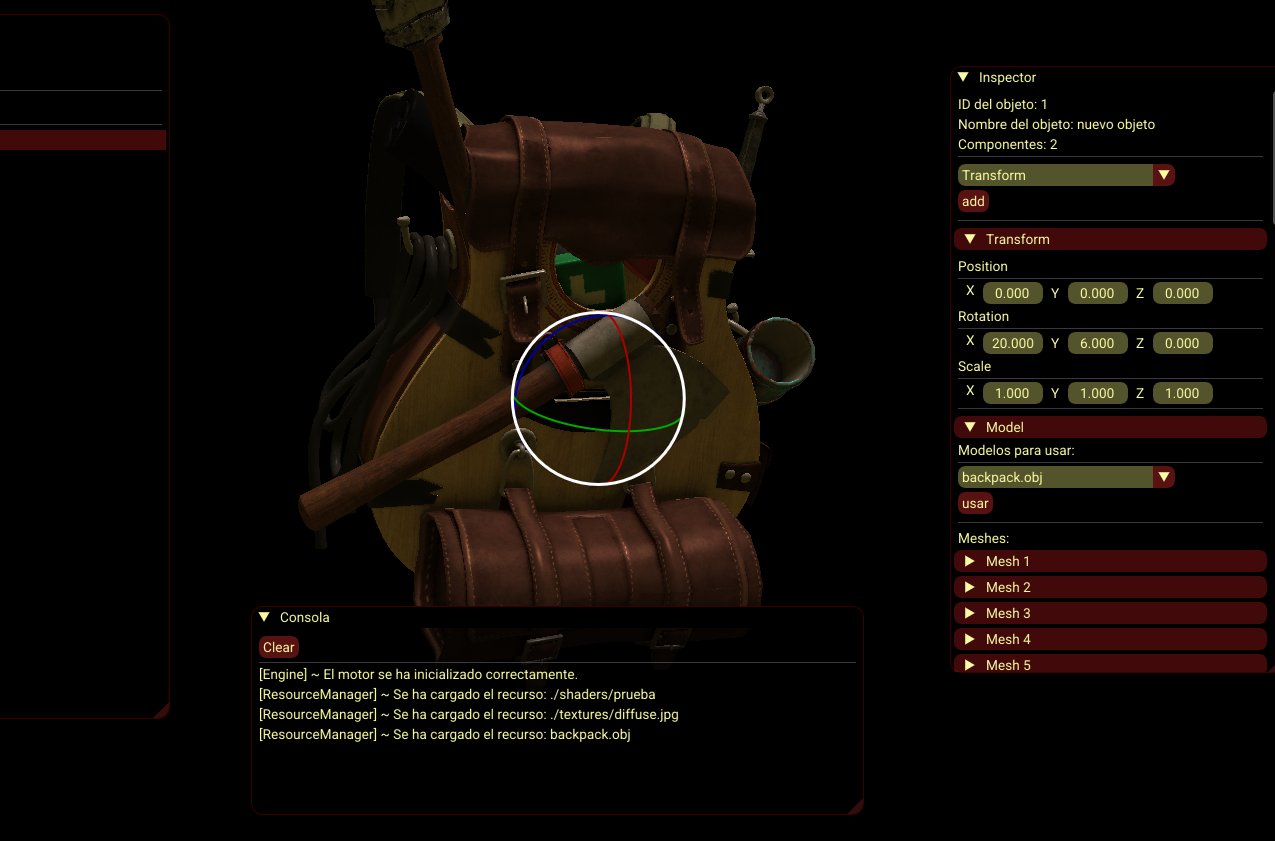 Inspector
ID del objeto: 1
Nombre del objeto: nuevo objeto
Componentes: 2
Transform
add
Transform
Position
X 0.000 Y 0.000 Z 0.000
Rotation
X 20.000 Y 6.000 Z 0.000
Scale
X 1.000 Y 1.000 Z 1.000
Model
Modelos para usar:
backpack.obj
usar
Meshes:
Mesh 1
Mesh 2
Mesh 3
Mesh 4
Mesh 5
Consola
Clear
[Engine] ~ El motor se ha inicializado correctamente.
[ResourceManager] ~ Se ha cargado el recurso: ./shaders/prueba
[ResourceManager] ~ Se ha cargado el recurso: ./textures/diffuse.jpg
[ResourceManager] ~ Se ha cargado el recurso: backpack.obj